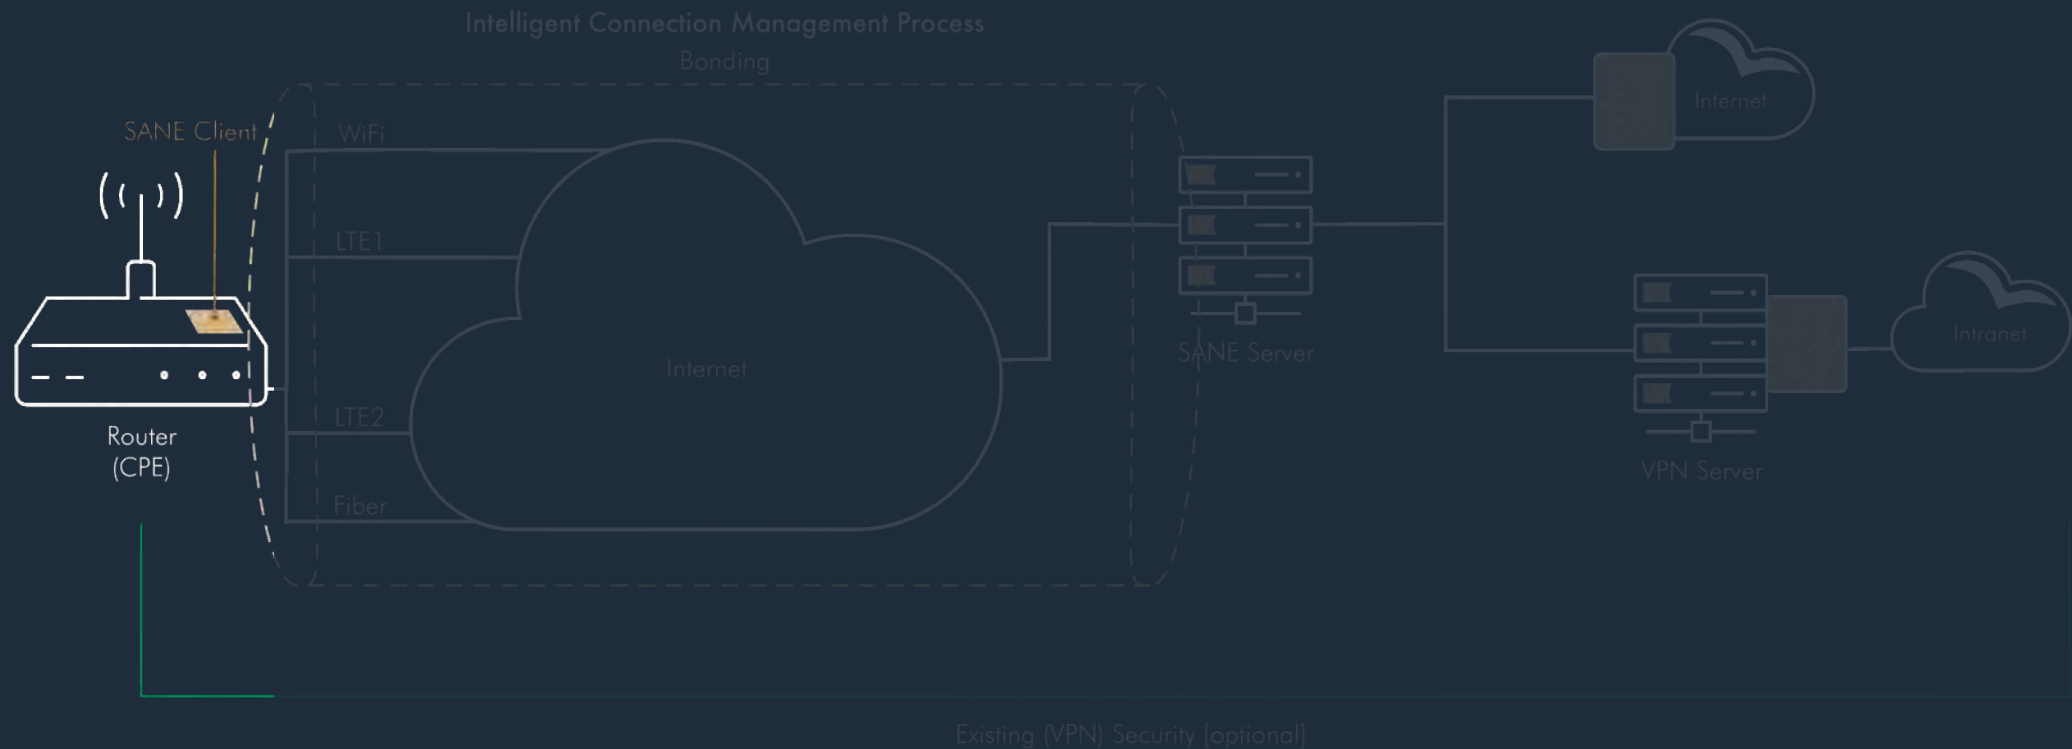 Intelligent Connection Management Process
Bonding
SANE Client
WiFi
LTE1
LTE2
Fiber
Internet
Router
(CPE)
SANE Server
Internet
Intranet
VPN Server
Existing (VPN) Security [optional]